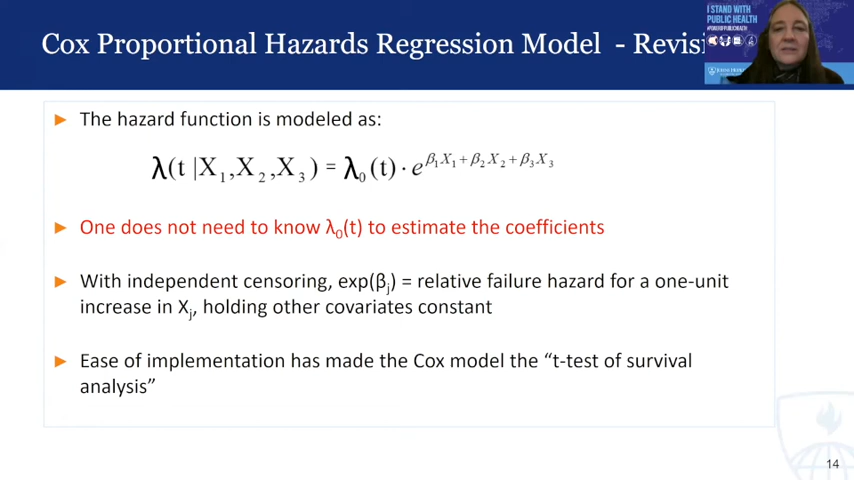 Cox Proportional Hazards Regression Model - Revisi
I STAND WITH
PUBLIC HEALTH
► The hazard function is modeled as:
λ(t |X₁,X₂,X₃) = λ₀(t) · e^{β₁X₁+β₂X₂+β₃X₃}
► One does not need to know λ₀(t) to estimate the coefficients
► With independent censoring, exp(βⱼ) = relative failure hazard for a one-unit
increase in Xⱼ, holding other covariates constant
► Ease of implementation has made the Cox model the “t-test of survival
analysis”
14